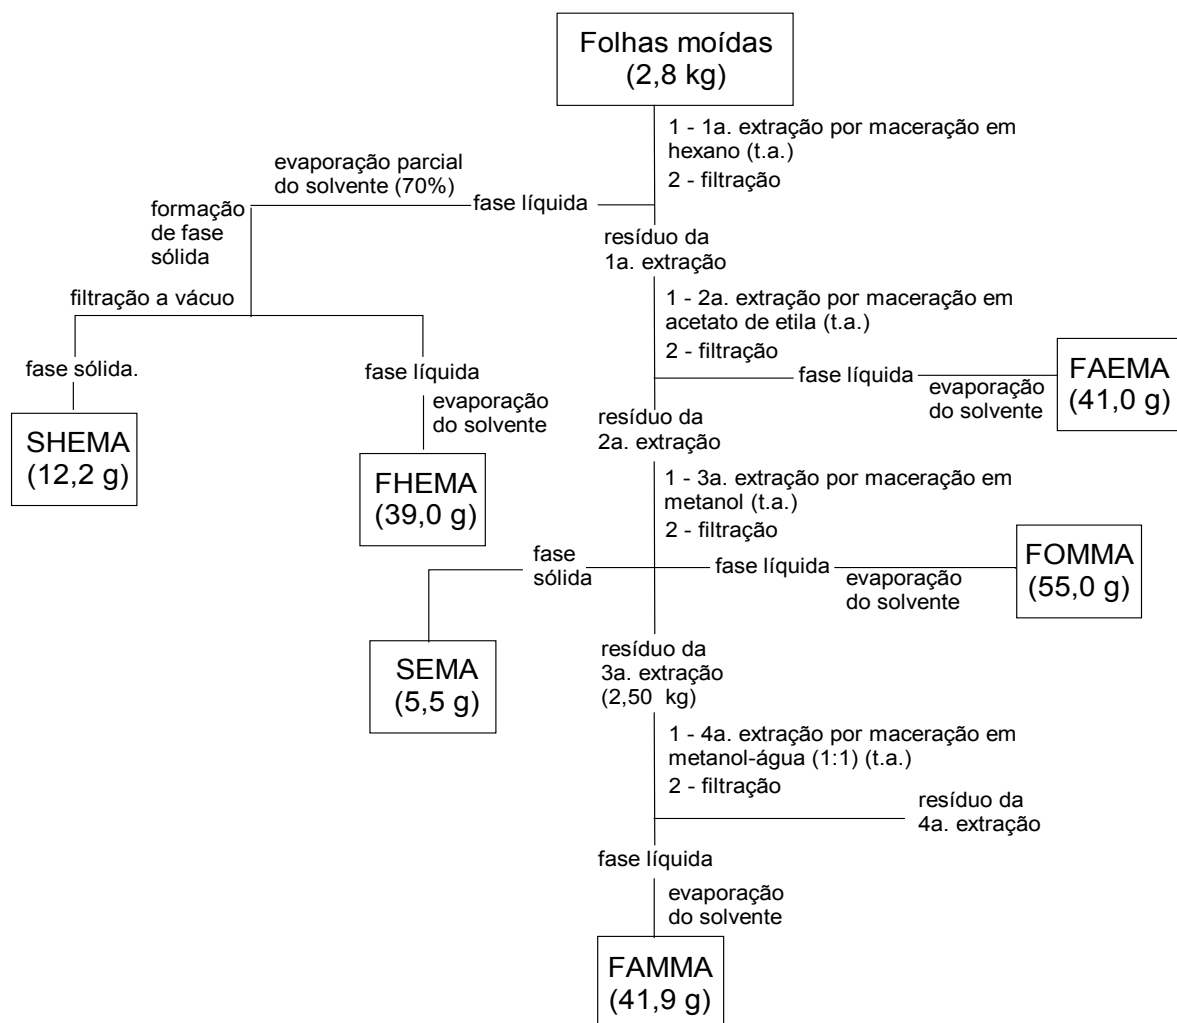 Folhas moídas
(2,8 kg)
1 - 1a. extração por maceração em
hexano (t.a.)
2 - filtração
evaporação parcial
do solvente (70%)
fase líquida
formação
de fase
sólida
resíduo da
1a. extração
filtração a vácuo
1 - 2a. extração por maceração em
acetato de etila (t.a.)
2 - filtração
fase sólida.
fase líquida
fase líquida
evaporação
do solvente
FAEMA
(41,0 g)
evaporação
do solvente
SHEMA
(12,2 g)
resíduo da
2a. extração
FHEMA
(39,0 g)
1 - 3a. extração por maceração em
metanol (t.a.)
2 - filtração
fase
sólida
fase líquida
evaporação
do solvente
FOMMA
(55,0 g)
SEMA
(5,5 g)
resíduo da
3a. extração
(2,50 kg)
1 - 4a. extração por maceração em
metanol-água (1:1) (t.a.)
2 - filtração
resíduo da
4a. extração
fase líquida
evaporação
do solvente
FAMMA
(41,9 g)